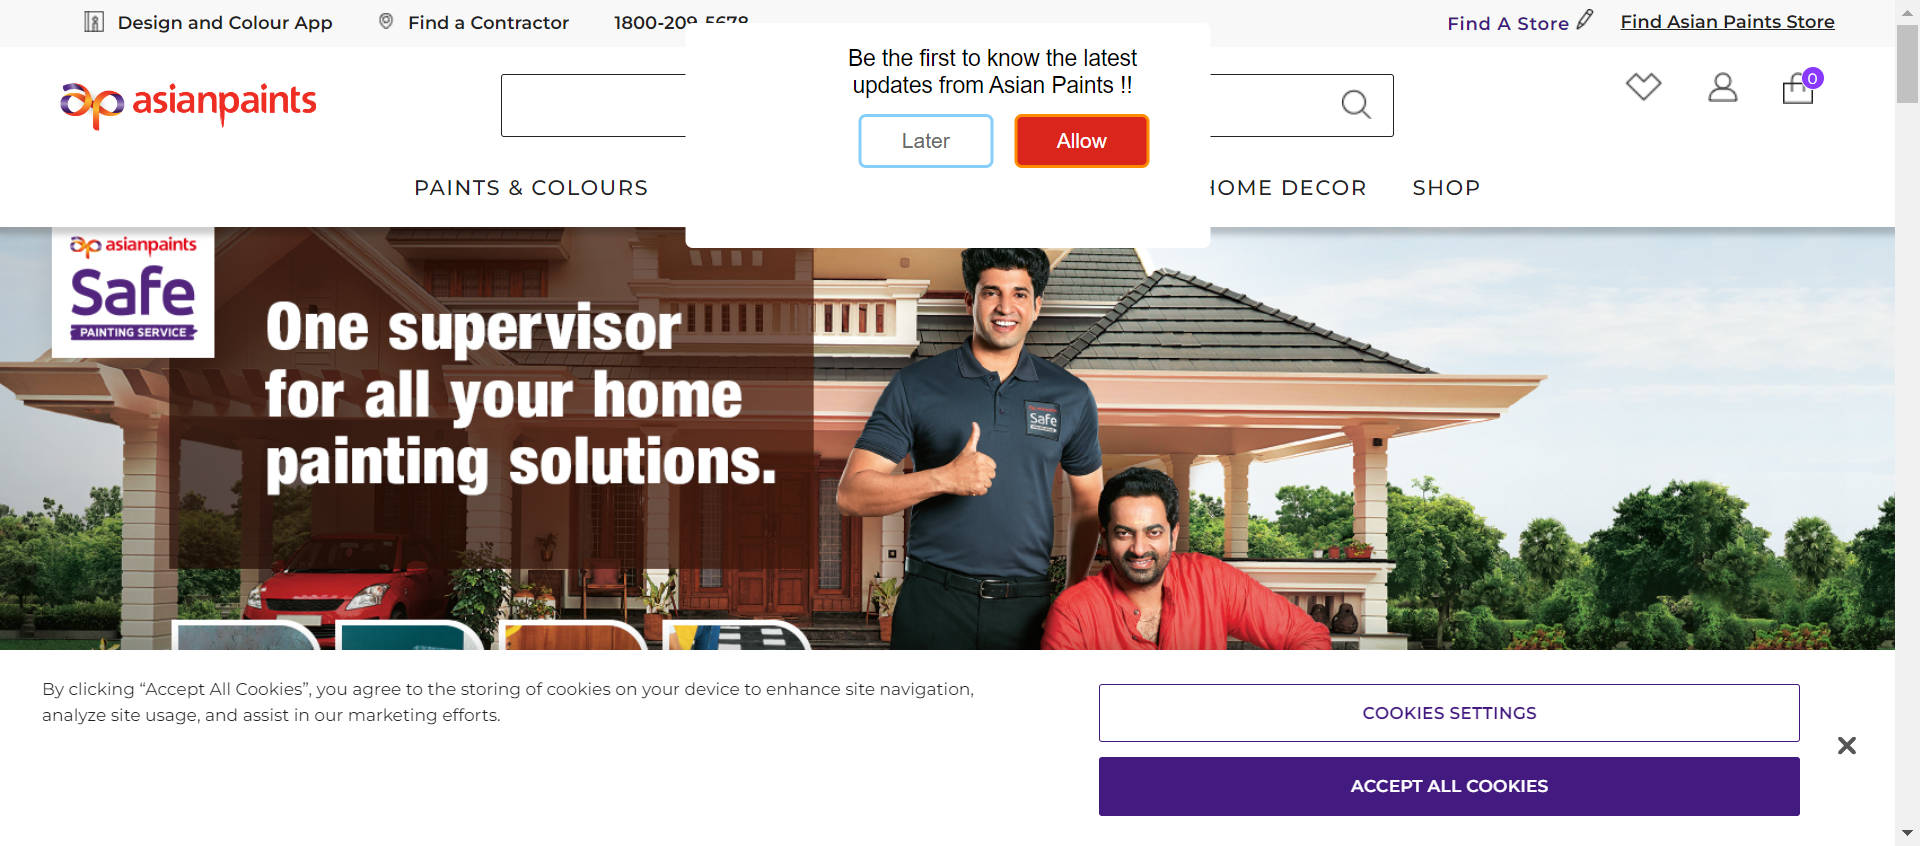 Design and Colour App
Find a Contractor
1800-209-5678
Find A Store
Find Asian Paints Store
asianpaints
Be the first to know the latest
updates from Asian Paints !!
Later
Allow
0
PAINTS & COLOURS
HOME DECOR
SHOP
asianpaints
Safe
PAINTING SERVICE
One supervisor
for all your home
painting solutions.
Safe
By clicking “Accept All Cookies”, you agree to the storing of cookies on your device to enhance site navigation,
analyze site usage, and assist in our marketing efforts.
COOKIES SETTINGS
ACCEPT ALL COOKIES